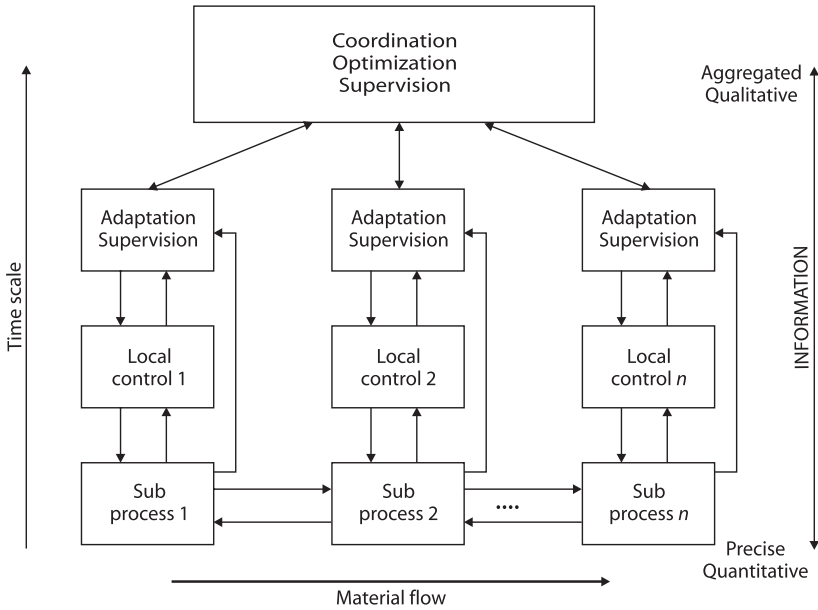 Coordination
Optimization
Supervision
Aggregated
Qualitative
Adaptation
Supervision
Adaptation
Supervision
Adaptation
Supervision
Time scale
INFORMATION
Local
control 1
Local
control 2
Local
control n
Sub
process 1
Sub
process 2
....
Sub
process n
Precise
Quantitative
Material flow